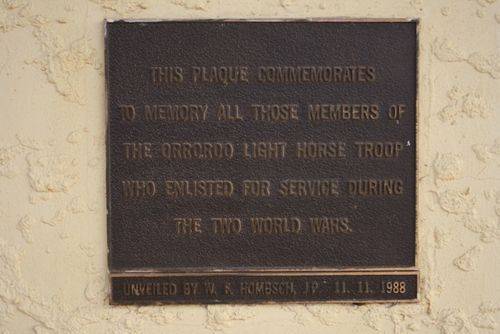 THIS PLAQUE COMMEMORATES
TO MEMORY ALL THOSE MEMBERS OF
THE ORROROO LIGHT HORSE TROOP
WHO ENLISTED FOR SERVICE DURING
THE TWO WORLD WARS.
UNVEILED BY W. K. HOMBSCH, J.P. 11. 11. 1988